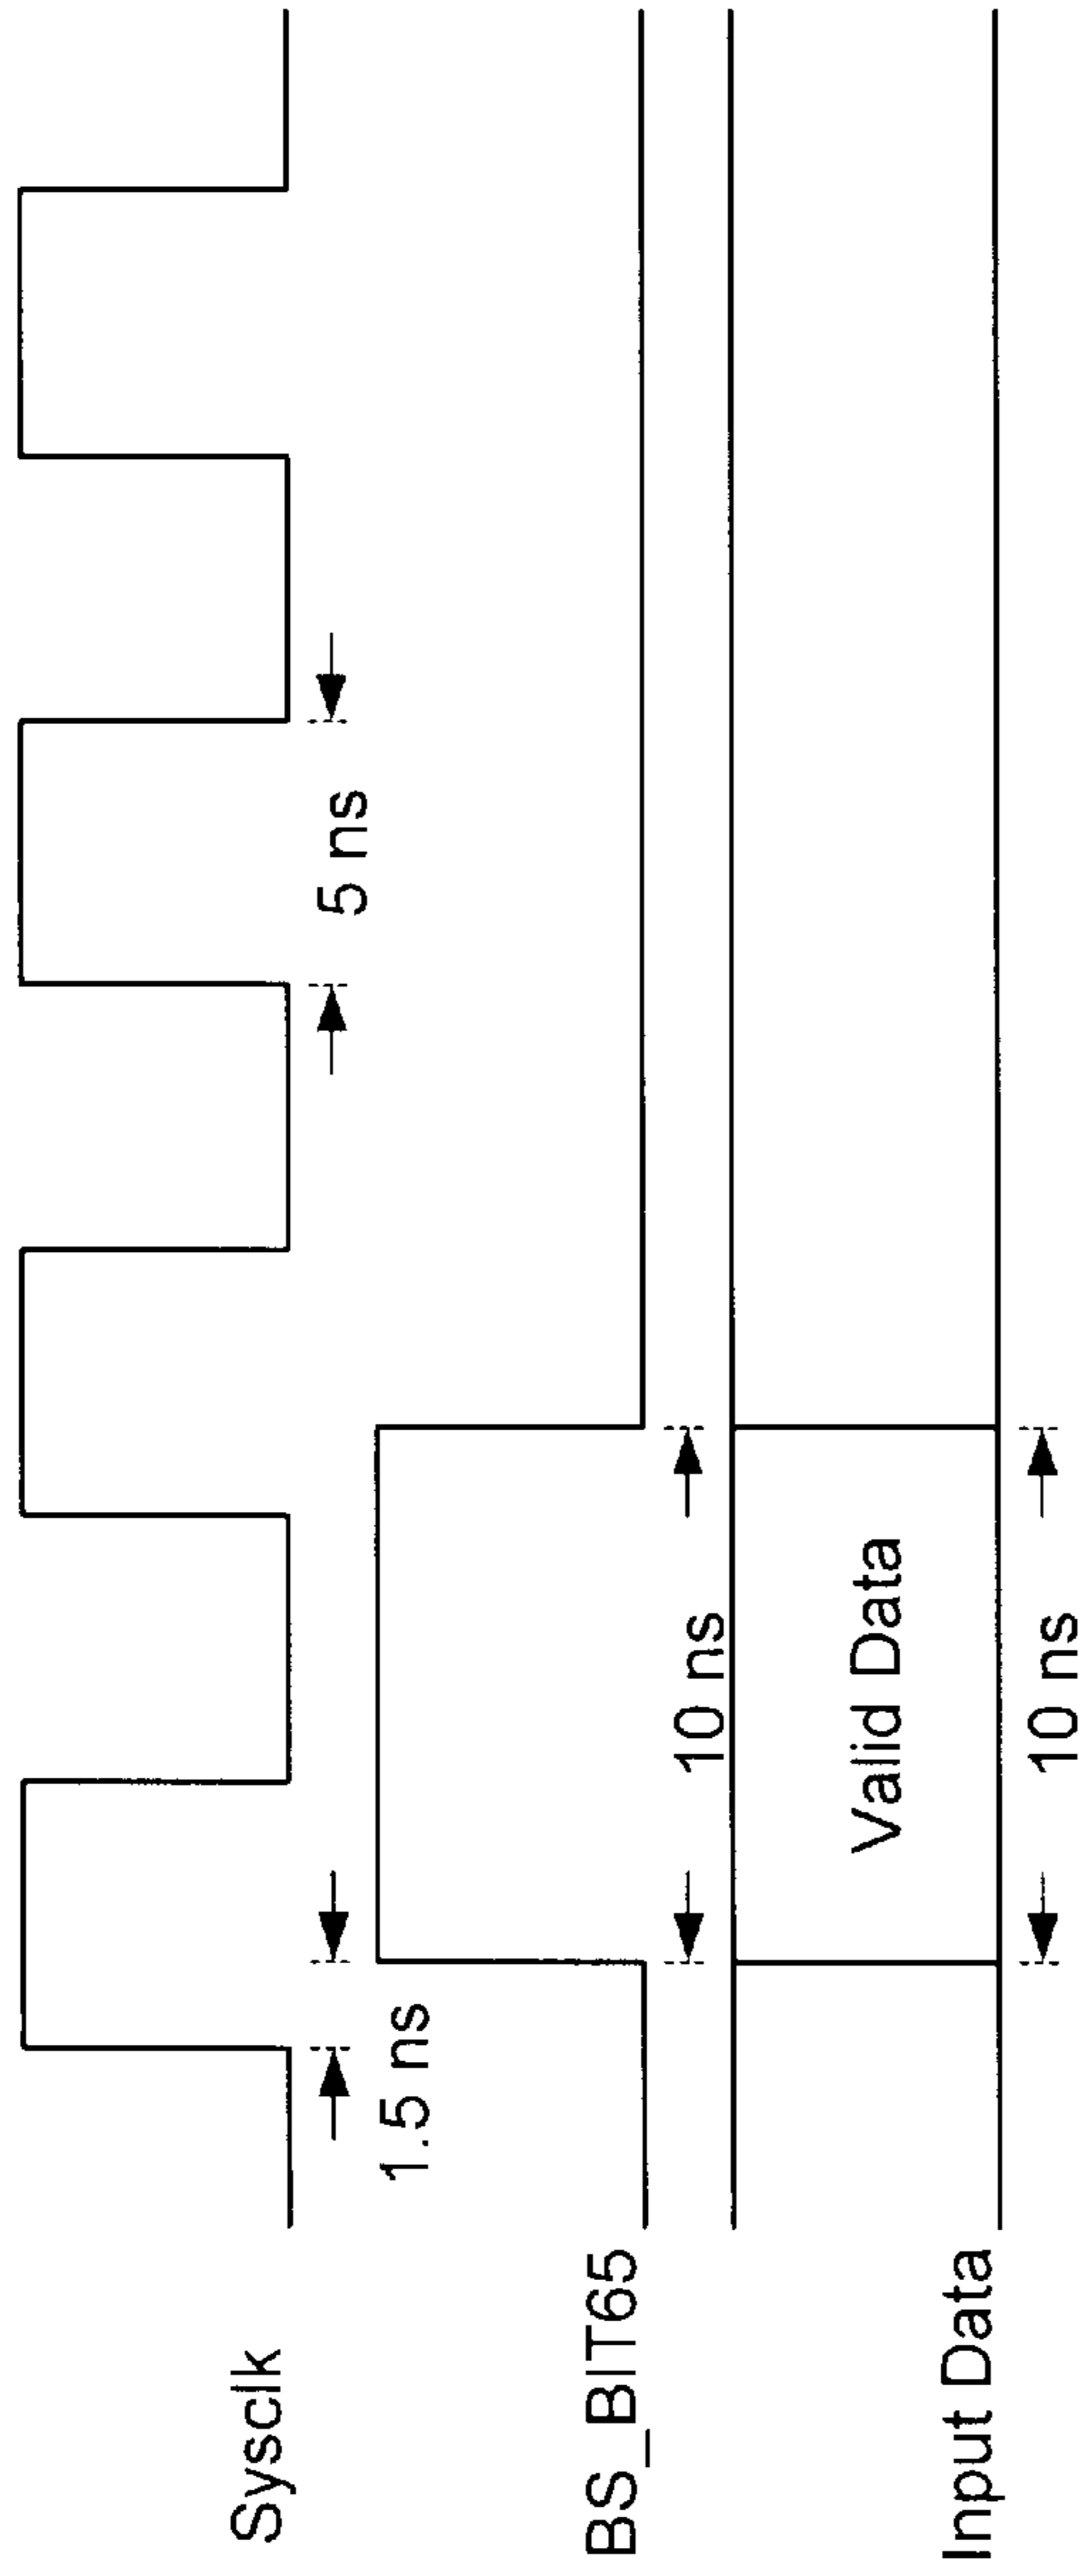 Sysclk
5 ns
1.5 ns
BS_BIT65
10 ns
Input Data
Valid Data
10 ns